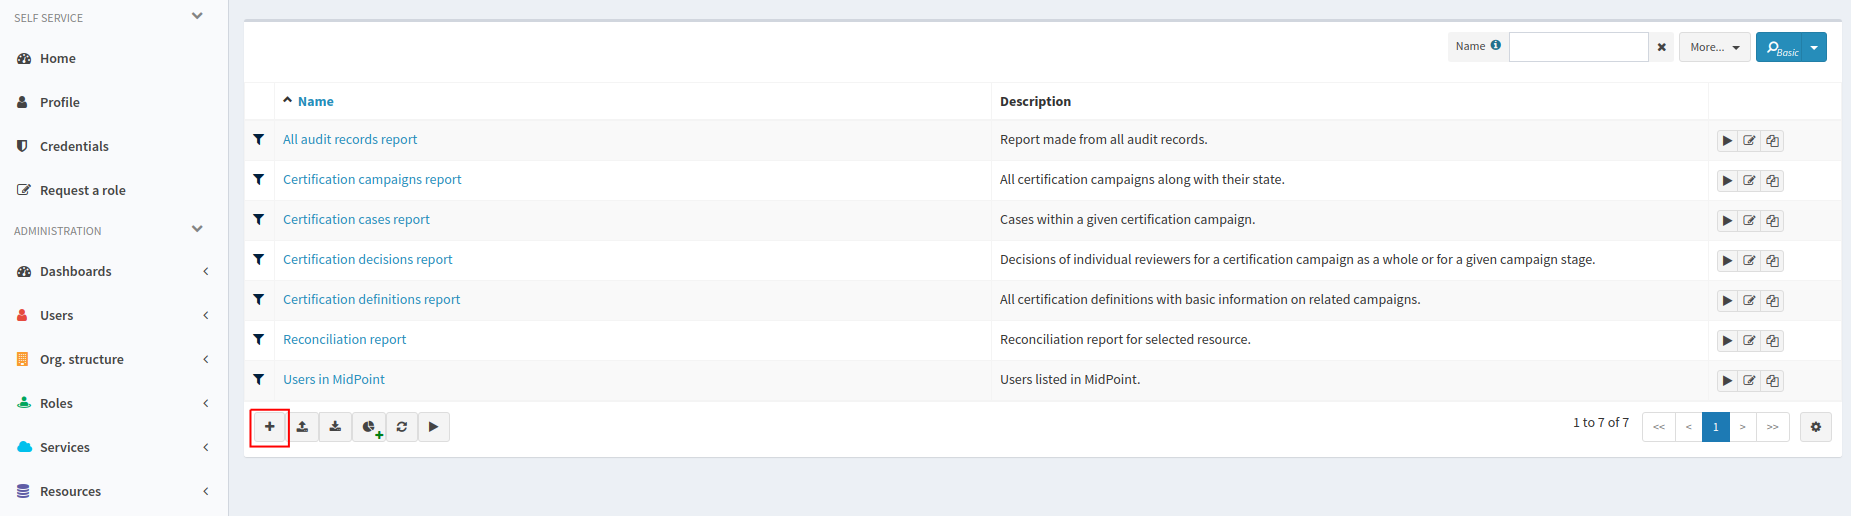 SELF SERVICE
Home
Profile
Credentials
Request a role
ADMINISTRATION
Dashboards
Users
Org. structure
Roles
Services
Resources
Name
More...
Basic
Name Description
All audit records report Report made from all audit records.
Certification campaigns report All certification campaigns along with their state.
Certification cases report Cases within a given certification campaign.
Certification decisions report Decisions of individual reviewers for a certification campaign as a whole or for a given campaign stage.
Certification definitions report All certification definitions with basic information on related campaigns.
Reconciliation report Reconciliation report for selected resource.
Users in MidPoint Users listed in MidPoint.
1 to 7 of 7 << < 1 > >>